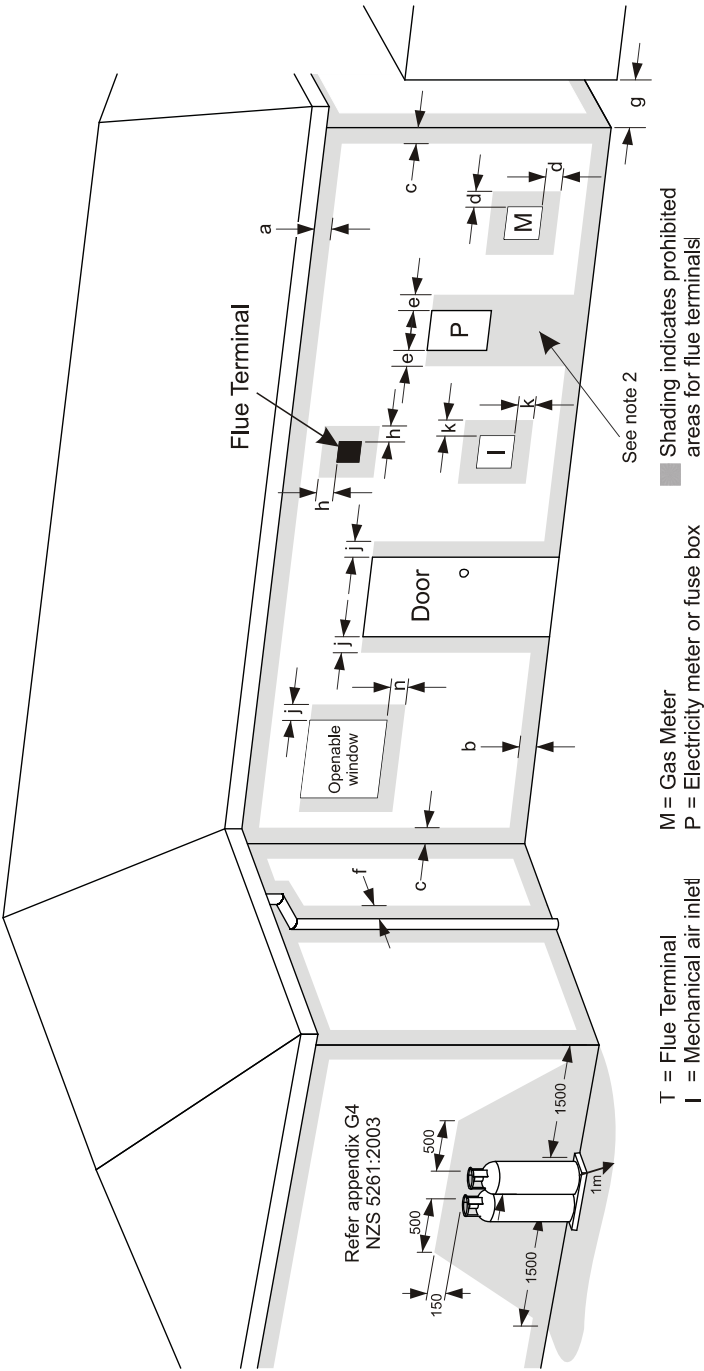 Flue Terminal
a
c
g
d
d
M
e
e
P
h
h
k
k
I
See note 2
j
j
Door
j
n
Openable
window
b
c
f
Refer appendix G4
NZS 5261:2003
500
500
150
1500
1500
1m
T = Flue Terminal
I = Mechanical air inlet
M = Gas Meter
P = Electricity meter or fuse box
Shading indicates prohibited
areas for flue terminals